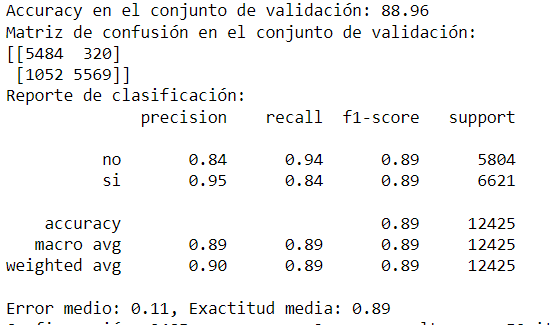 Accuracy en el conjunto de validación: 88.96
Matriz de confusión en el conjunto de validación:
[[5484  320]
 [1052 5569]]
Reporte de clasificación:
              precision    recall  f1-score   support

          no       0.84      0.94      0.89      5804
          si       0.95      0.84      0.89      6621

    accuracy                           0.89     12425
   macro avg       0.89      0.89      0.89     12425
weighted avg       0.90      0.89      0.89     12425

Error medio: 0.11, Exactitud media: 0.89